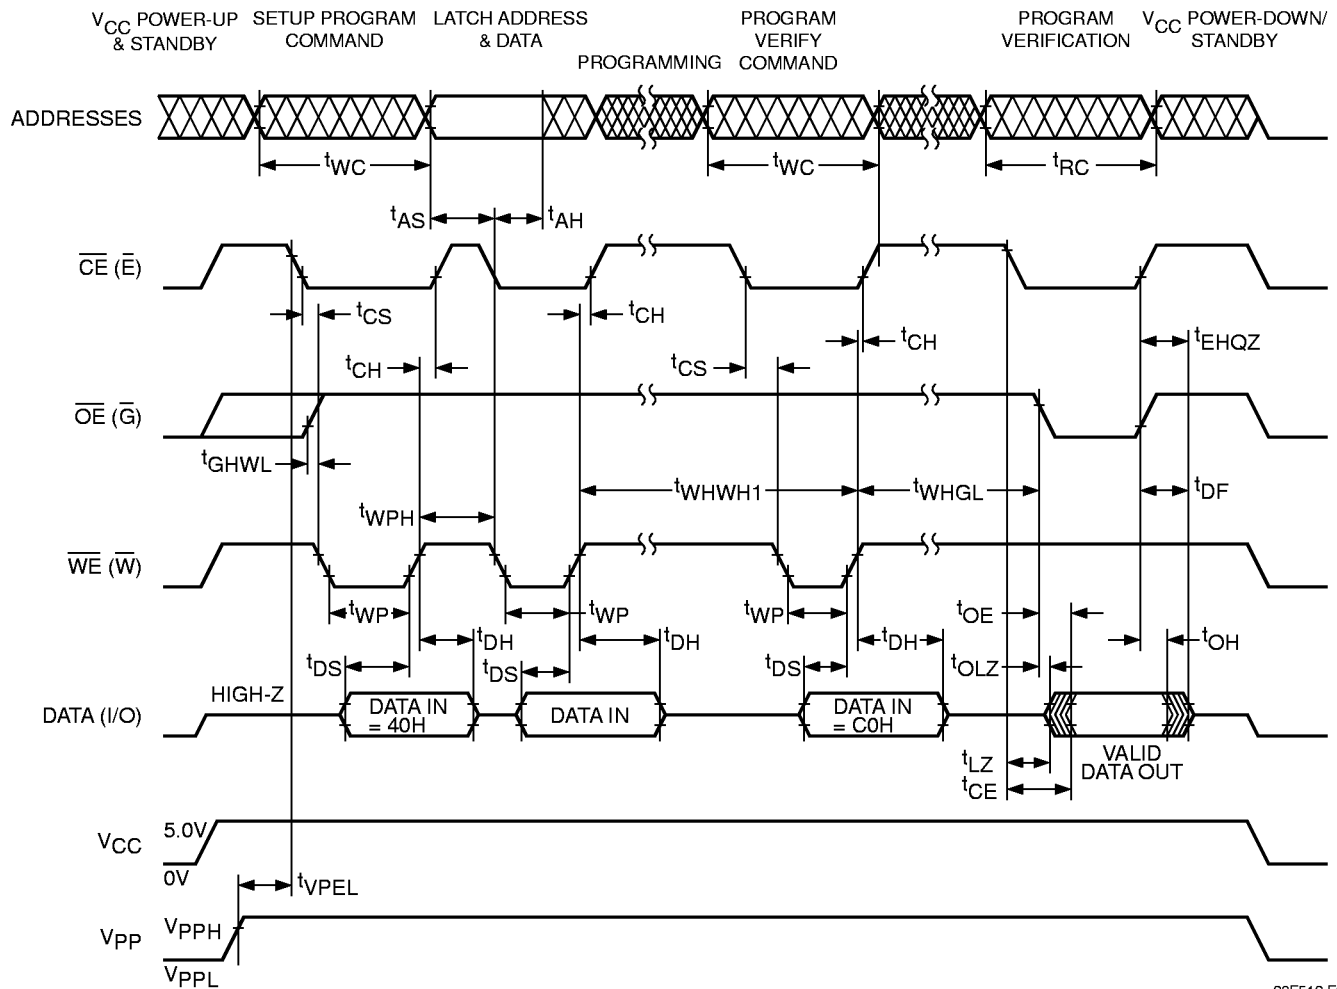 VCC POWER-UP & STANDBY
SETUP PROGRAM COMMAND
LATCH ADDRESS & DATA
PROGRAMMING
PROGRAM VERIFY COMMAND
PROGRAM VERIFICATION
VCC POWER-DOWN/ STANDBY
ADDRESSES
tWC
tWC
tRC
tAS
tAH
CE (E)
tCS
tCH
tCH
tCS
tCH
tEHQZ
OE (G)
tGHWL
tWHWH1
tWHGL
tDF
tWPH
WE (W)
tWP
tWP
tWP
tOE
tDH
tDH
tDH
tOH
tDS
tDS
tDS
tOLZ
HIGH-Z
DATA (I/O)
DATA IN = 40H
DATA IN
DATA IN = C0H
VALID DATA OUT
tLZ
tCE
VCC
5.0V
0V
tVPEL
VPP
VPPH
VPPL